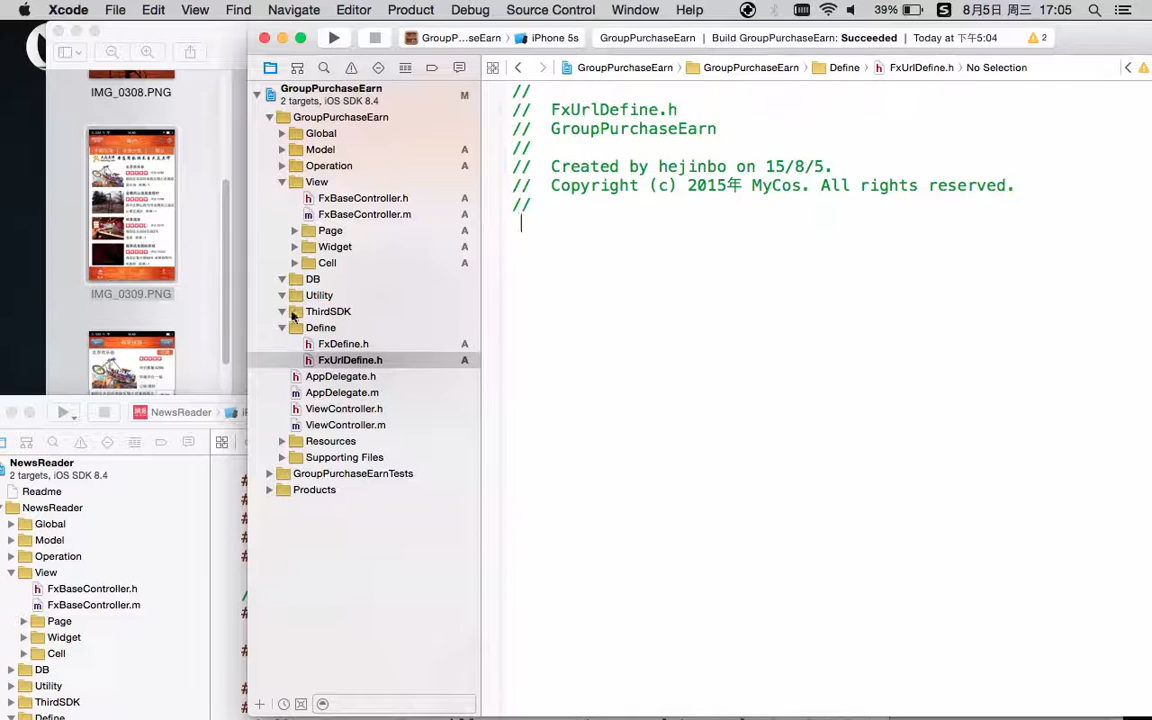 Xcode File Edit View Find Navigate Editor Product Debug Source Control Window Help 39% S 8月5日 周三 17:05
GroupP...seEarn iPhone 5s GroupPurchaseEarn Build GroupPurchaseEarn: Succeeded Today at 下午5:04 2
GroupPurchaseEarn GroupPurchaseEarn Define FxUrlDefine.h No Selection
IMG_0308.PNG
IMG_0309.PNG
GroupPurchaseEarn M
2 targets, iOS SDK 8.4
GroupPurchaseEarn
Global
Model A
Operation A
View
FxBaseController.h A
FxBaseController.m A
Page A
Widget A
Cell A
DB
Utility
ThirdSDK
Define
FxDefine.h A
FxUrlDefine.h A
AppDelegate.h
AppDelegate.m
ViewController.h
ViewController.m
Resources
Supporting Files
GroupPurchaseEarnTests
Products
//
// FxUrlDefine.h
// GroupPurchaseEarn
//
// Created by hejinbo on 15/8/5.
// Copyright (c) 2015年 MyCos. All rights reserved.
//
NewsReader
NewsReader
2 targets, iOS SDK 8.4
Readme
NewsReader
Global
Model
Operation
View
FxBaseController.h
FxBaseController.m
Page
Widget
Cell
DB
Utility
ThirdSDK
Define